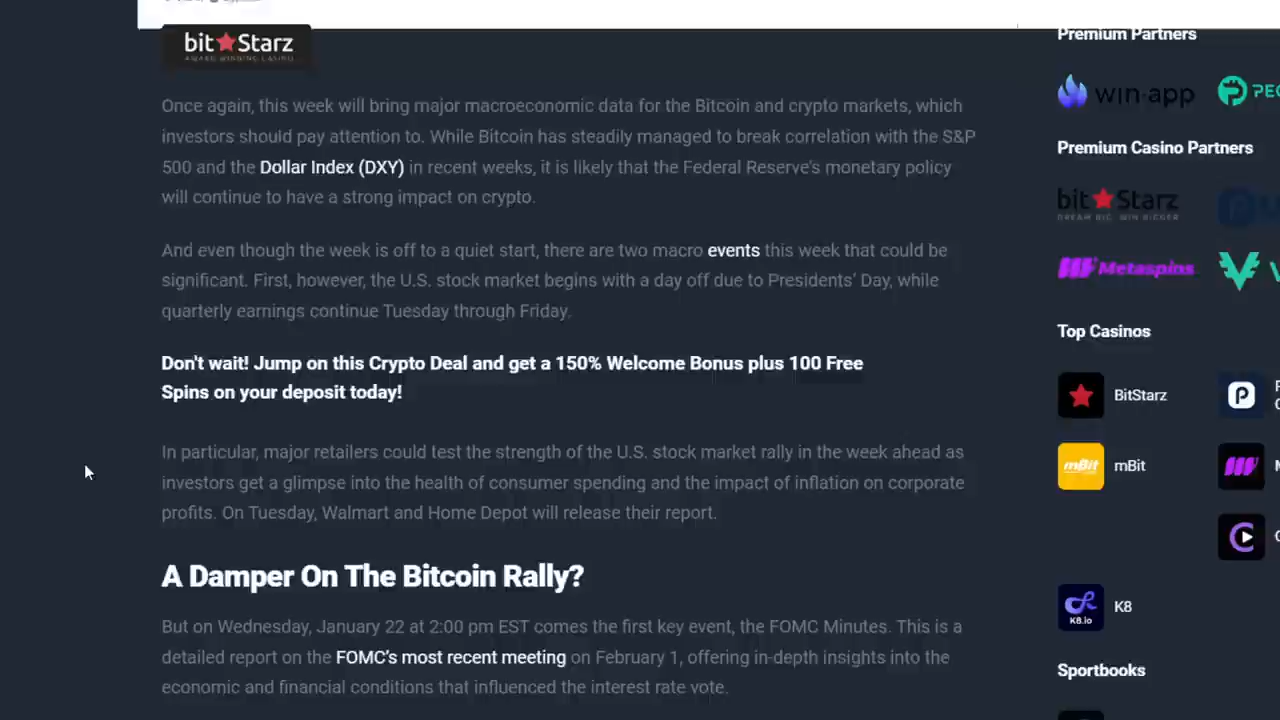 bit★Starz
AWARD WINNING CASINO
Once again, this week will bring major macroeconomic data for the Bitcoin and crypto markets, which
investors should pay attention to. While Bitcoin has steadily managed to break correlation with the S&P
500 and the Dollar Index (DXY) in recent weeks, it is likely that the Federal Reserve's monetary policy
will continue to have a strong impact on crypto.
And even though the week is off to a quiet start, there are two macro events this week that could be
significant. First, however, the U.S. stock market begins with a day off due to Presidents' Day, while
quarterly earnings continue Tuesday through Friday.
Don't wait! Jump on this Crypto Deal and get a 150% Welcome Bonus plus 100 Free
Spins on your deposit today!
In particular, major retailers could test the strength of the U.S. stock market rally in the week ahead as
investors get a glimpse into the health of consumer spending and the impact of inflation on corporate
profits. On Tuesday, Walmart and Home Depot will release their report.
A Damper On The Bitcoin Rally?
But on Wednesday, January 22 at 2:00 pm EST comes the first key event, the FOMC Minutes. This is a
detailed report on the FOMC's most recent meeting on February 1, offering in-depth insights into the
economic and financial conditions that influenced the interest rate vote.
Premium Partners
win·app
Premium Casino Partners
bit★Starz
DREAM BIG. WIN BIGGER
Metaspins
Top Casinos
BitStarz
mBit mBit
K8.io K8
Sportbooks